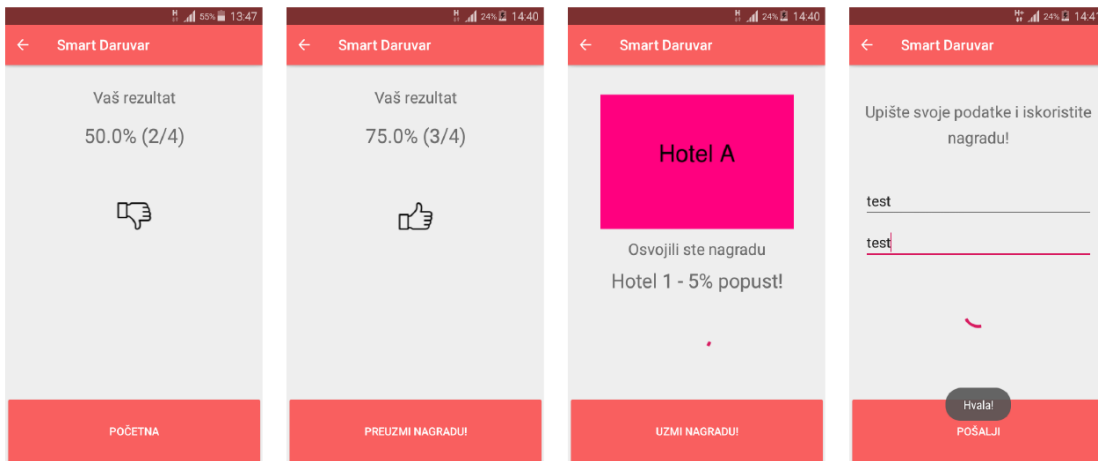 55% 13:47
Smart Daruvar
Vaš rezultat
50.0% (2/4)
POČETNA
24% 14:40
Smart Daruvar
Vaš rezultat
75.0% (3/4)
PREUZMI NAGRADU!
24% 14:40
Smart Daruvar
Hotel A
Osvojili ste nagradu
Hotel 1 - 5% popust!
UZMI NAGRADU!
H+ 24% 14:41
Smart Daruvar
Upište svoje podatke i iskoristite
nagradu!
test
test
Hvala!
POŠALJI